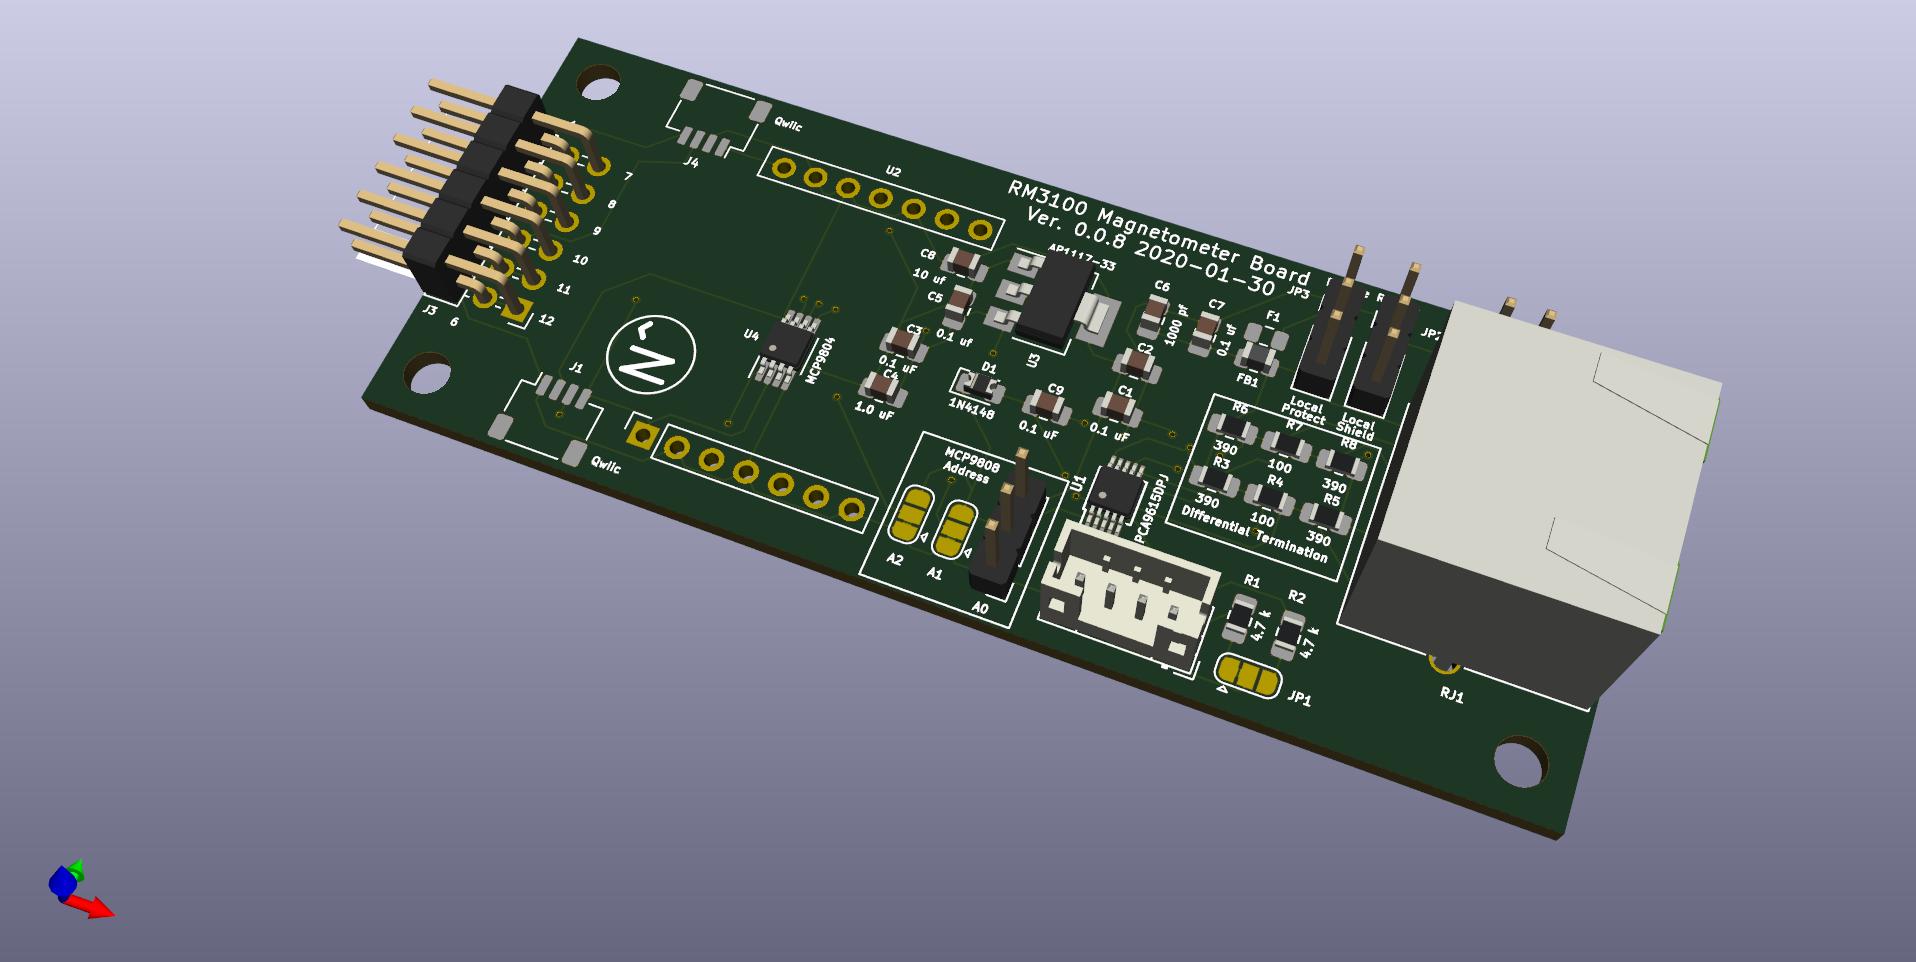 Qwiic
J4
U2
RM3100 Magnetometer Board
Ver. 0.0.8 2020-01-30
7
8
9
10
11
12
J3
6
J1
Qwiic
N
U4
MCP9804
C8
10 uf
C5
0.1 uf
C3
0.1 uF
C4
1.0 uF
AP1117-33
U3
D1
1N4148
C9
0.1 uF
C6
1000 pf
C7
0.1 uf
C2
C1
0.1 uF
F1
FB1
JP3
Local
Protect
Local
Shield
R6
390
R7
100
R8
390
R3
390
R4
100
R5
390
Differential Termination
MCP9808
Address
A2
A1
A0
U1
PCA9615DPJ
R1
4.7 k
R2
4.7 k
JP1
RJ1